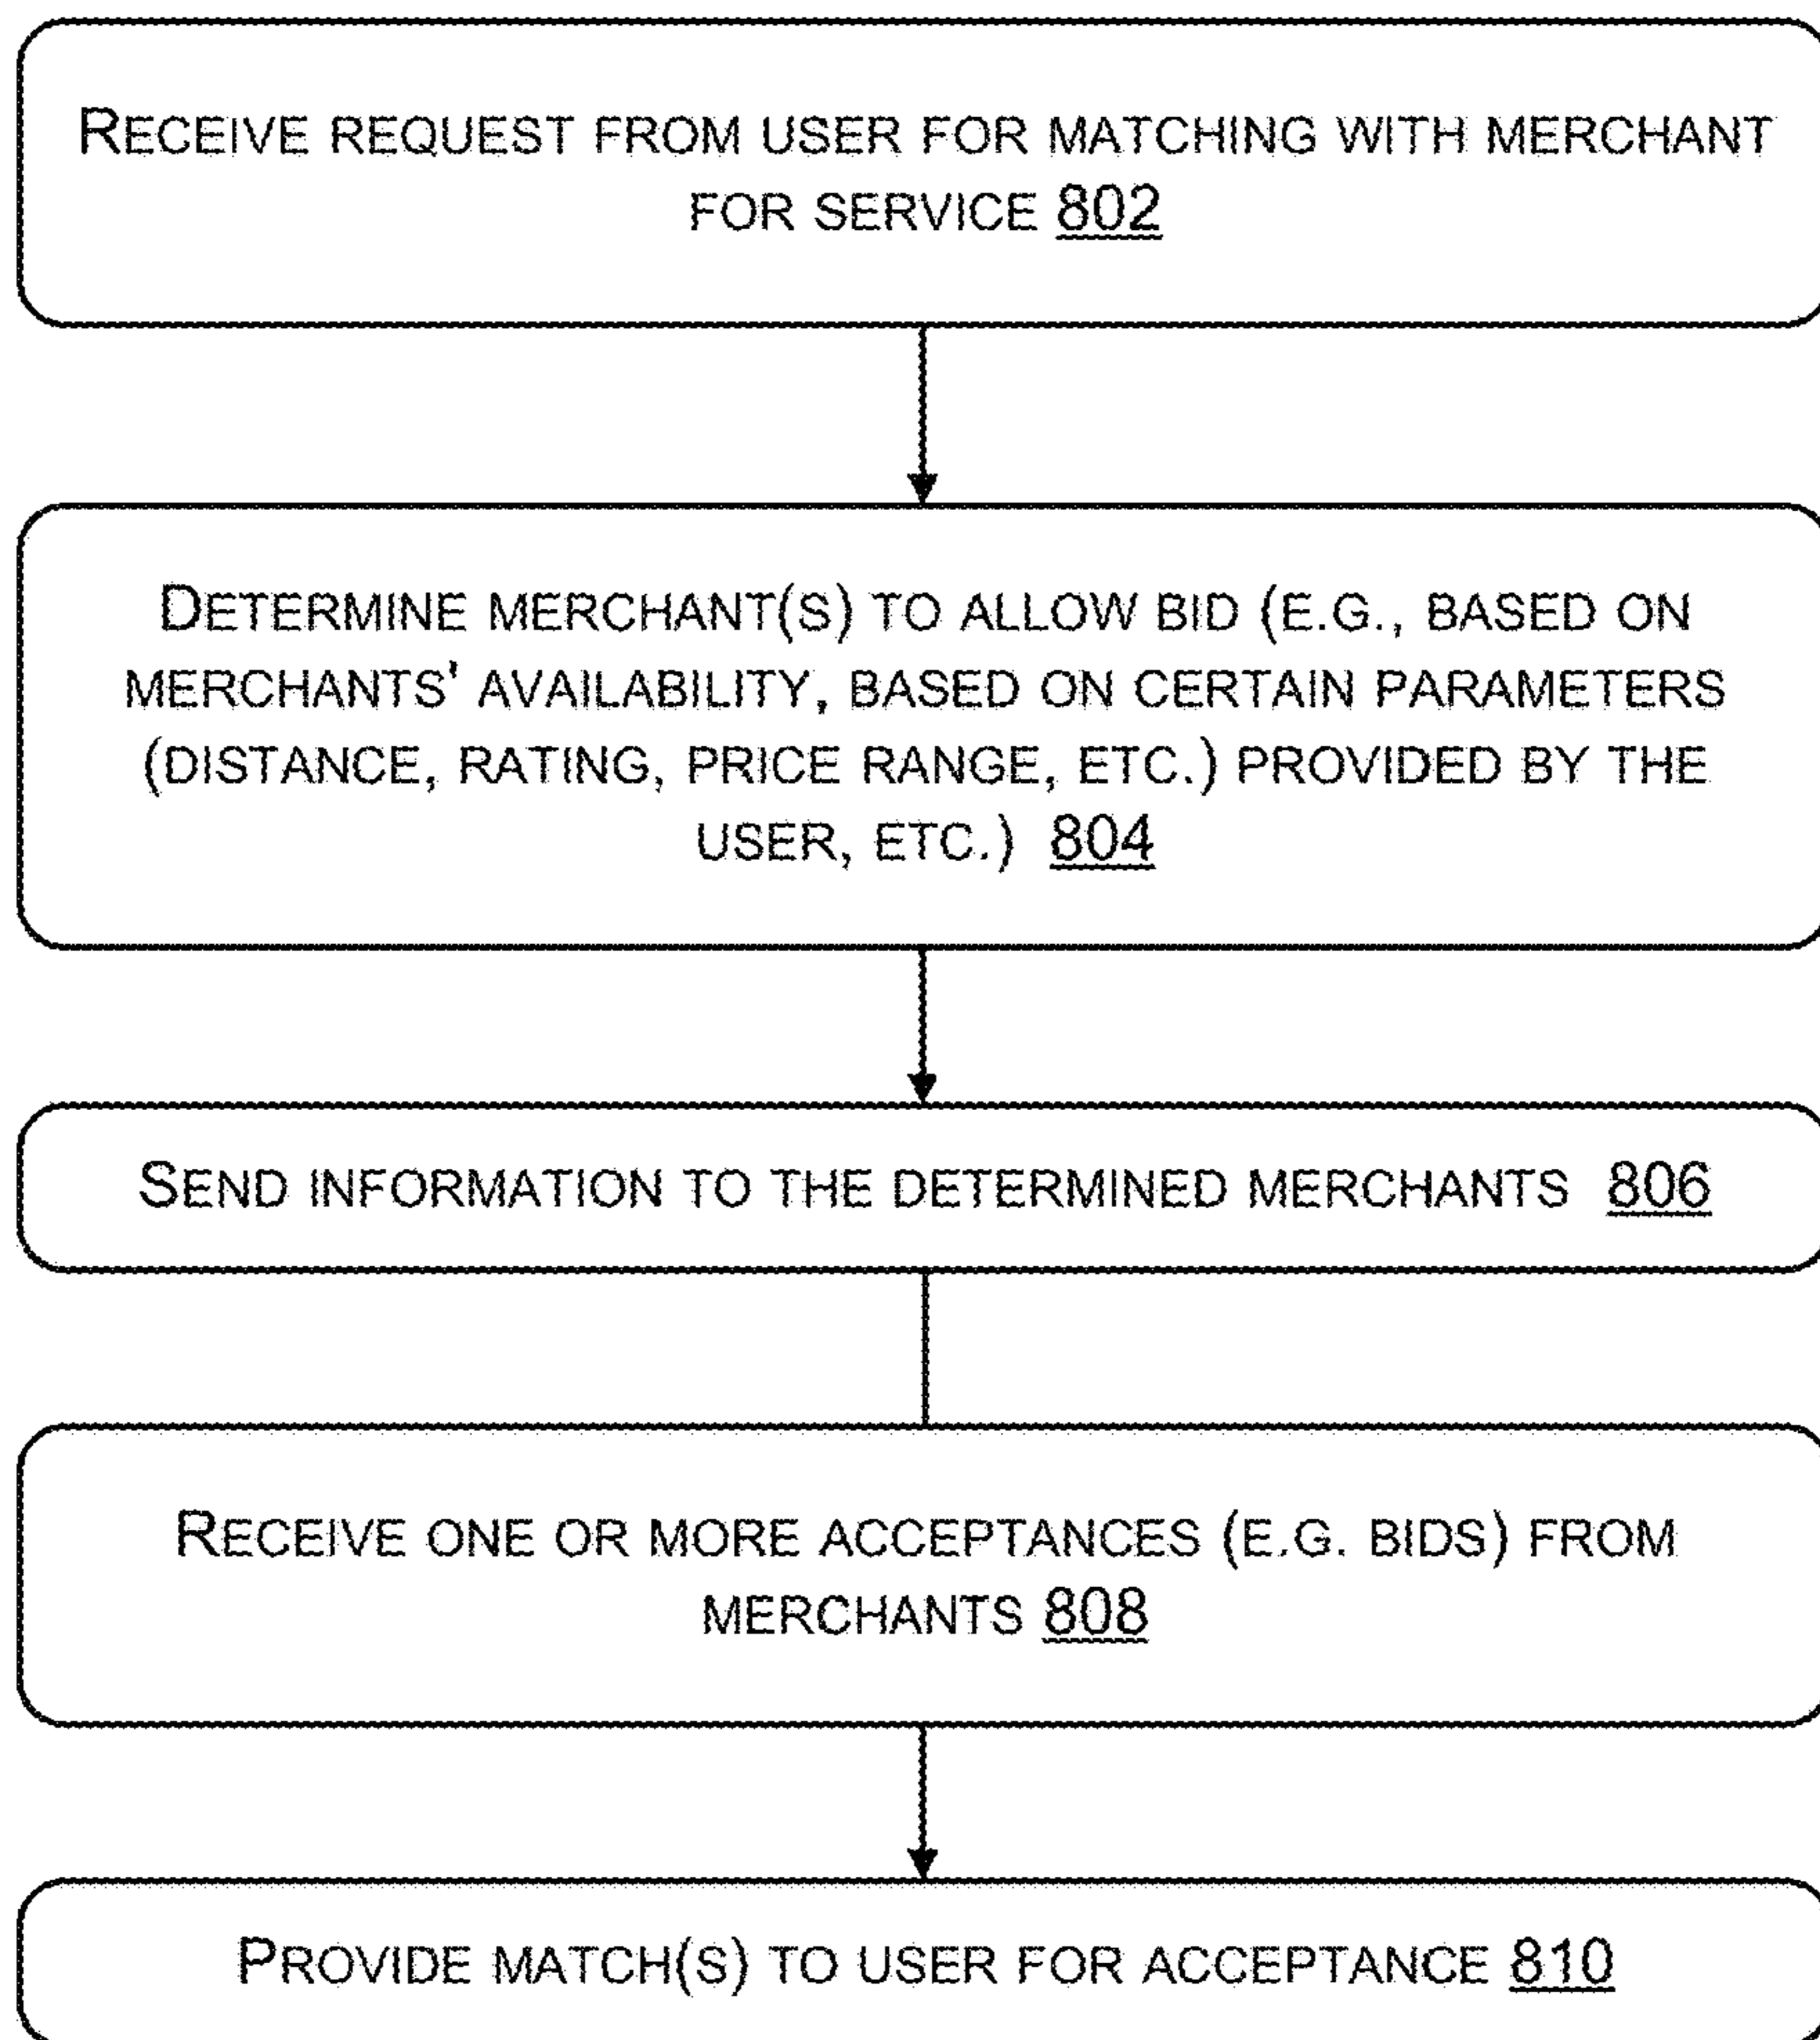 RECEIVE REQUEST FROM USER FOR MATCHING WITH MERCHANT
FOR SERVICE 802
DETERMINE MERCHANT(S) TO ALLOW BID (E.G., BASED ON
MERCHANTS' AVAILABILITY, BASED ON CERTAIN PARAMETERS
(DISTANCE, RATING, PRICE RANGE, ETC.) PROVIDED BY THE
USER, ETC.) 804
SEND INFORMATION TO THE DETERMINED MERCHANTS 806
RECEIVE ONE OR MORE ACCEPTANCES (E.G. BIDS) FROM
MERCHANTS 808
PROVIDE MATCH(S) TO USER FOR ACCEPTANCE 810